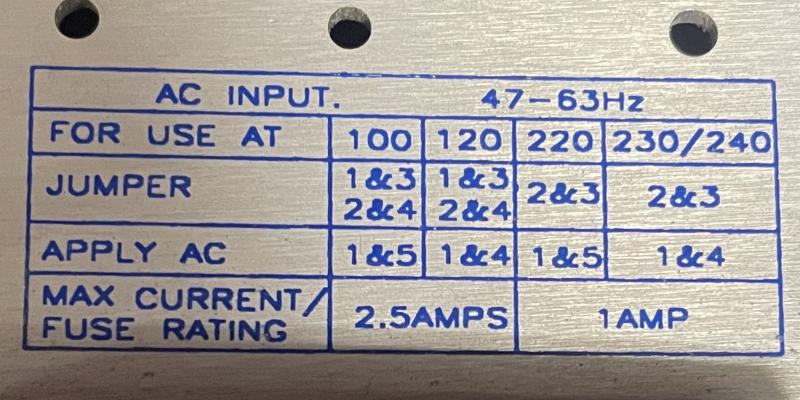 AC INPUT. 47-63Hz
FOR USE AT 100 120 220 230/240
JUMPER 1&3 1&3 2&3 2&3
2&4 2&4
APPLY AC 1&5 1&4 1&5 1&4
MAX CURRENT/
FUSE RATING 2.5AMPS 1AMP